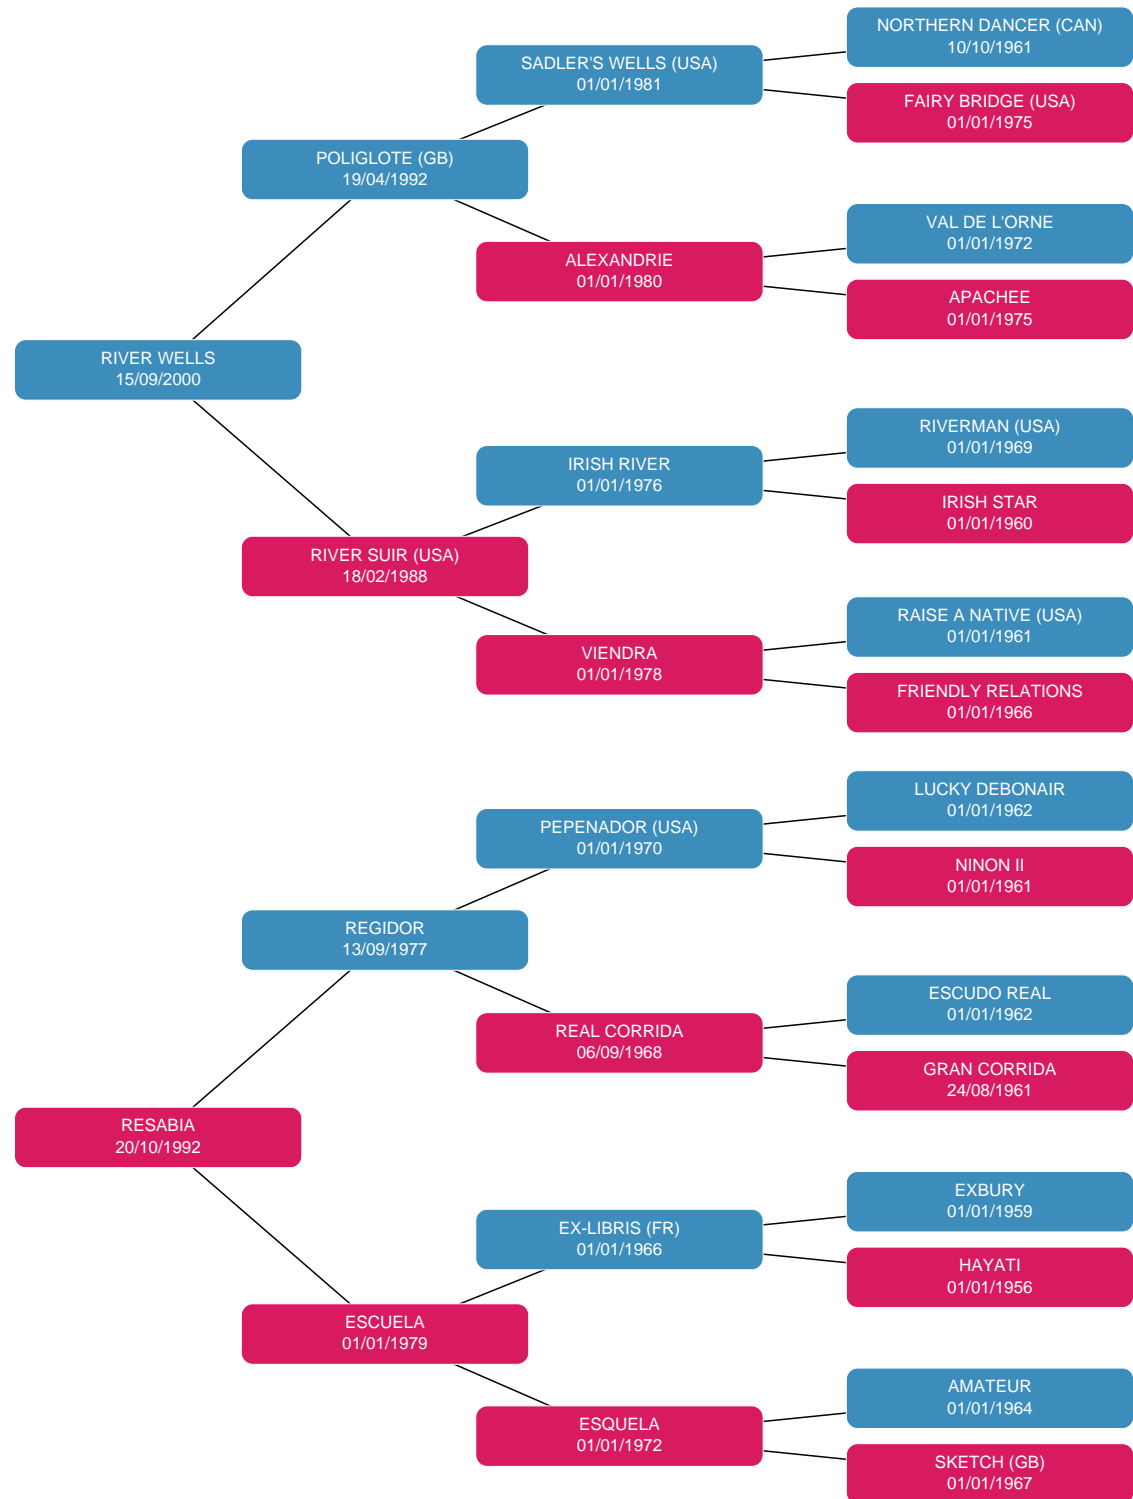 NORTHERN DANCER (CAN)
10/10/1961
SADLER'S WELLS (USA)
01/01/1981
FAIRY BRIDGE (USA)
01/01/1975
POLIGLOTE (GB)
19/04/1992
VAL DE L'ORNE
01/01/1972
ALEXANDRIE
01/01/1980
APACHEE
01/01/1975
RIVER WELLS
15/09/2000
RIVERMAN (USA)
01/01/1969
IRISH RIVER
01/01/1976
IRISH STAR
01/01/1960
RIVER SUIR (USA)
18/02/1988
RAISE A NATIVE (USA)
01/01/1961
VIENDRA
01/01/1978
FRIENDLY RELATIONS
01/01/1966
LUCKY DEBONAIR
01/01/1962
PEPENADOR (USA)
01/01/1970
NINON II
01/01/1961
REGIDOR
13/09/1977
ESCUDO REAL
01/01/1962
REAL CORRIDA
06/09/1968
GRAN CORRIDA
24/08/1961
RESABIA
20/10/1992
EXBURY
01/01/1959
EX-LIBRIS (FR)
01/01/1966
HAYATI
01/01/1956
ESCUELA
01/01/1979
AMATEUR
01/01/1964
ESQUELA
01/01/1972
SKETCH (GB)
01/01/1967